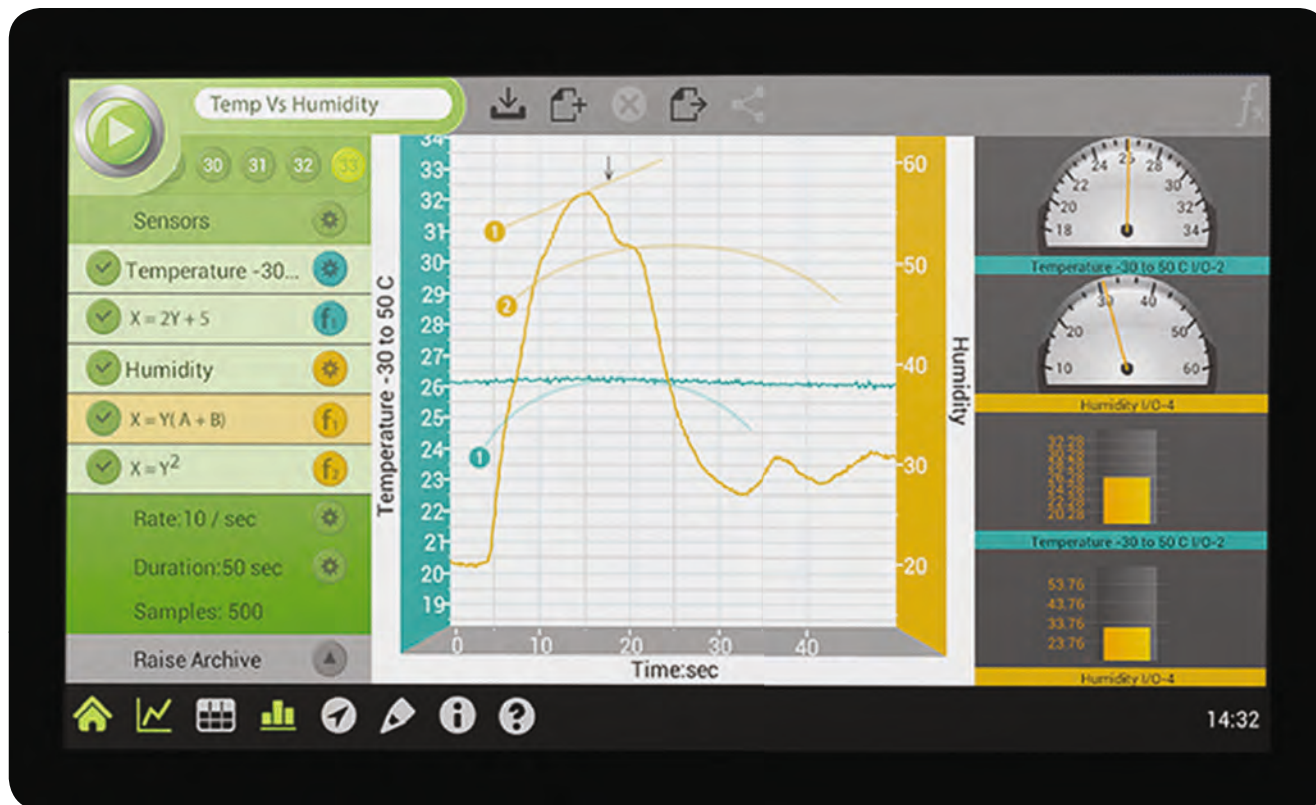 Temp Vs Humidity
30 31 32 33
Sensors
Temperature -30...
X = 2Y + 5
f1
Humidity
X = Y( A + B)
f1
X = Y2
f2
Rate:10 / sec
Duration:50 sec
Samples: 500
Raise Archive
Temperature -30 to 50 C
34
33
32
31
30
29
28
27
26
25
24
23
22
21
20
19
1
2
1
60
50
40
30
20
Humidity
0 10 20 30 40
Time:sec
fx
18 20 22 24 26 28 30 32 34
Temperature -30 to 50 C I/O-2
10 20 30 40 50 60
Humidity I/O-4
32.28
20.28
Temperature -30 to 50 C I/O-2
53.76
43.76
33.76
23.76
Humidity I/O-4
14:32